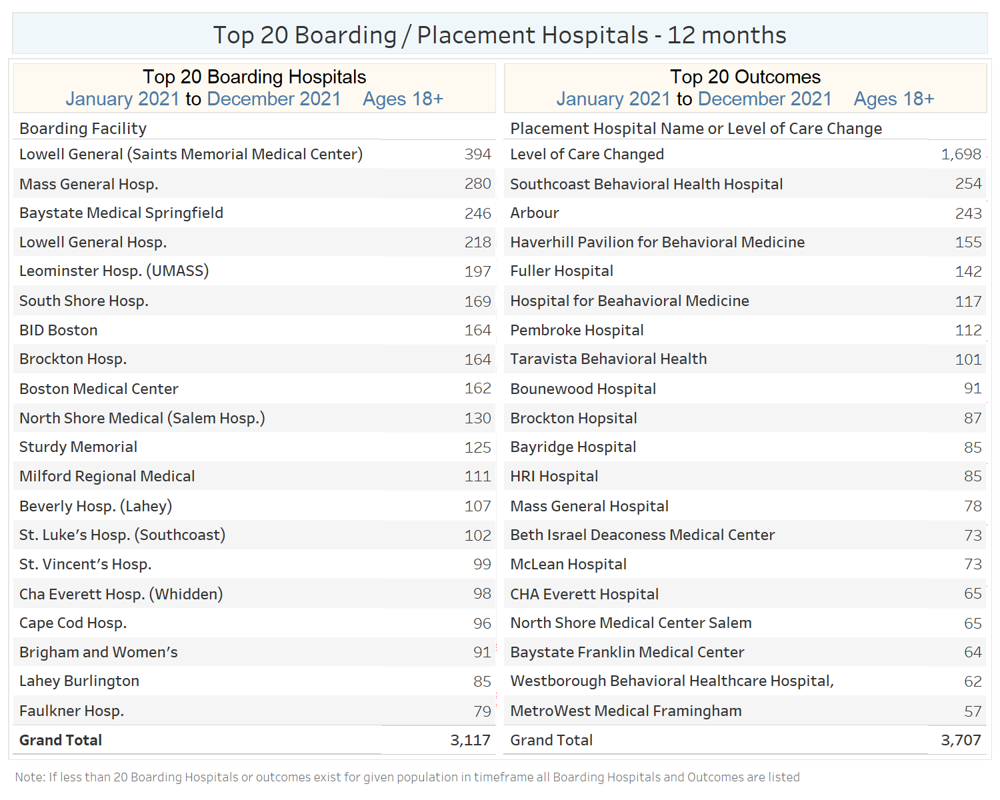 Top 20 Boarding / Placement Hospitals - 12 months
Top 20 Boarding Hospitals
January 2021 to December 2021 Ages 18+
Boarding Facility
Lowell General (Saints Memorial Medical Center) 394
Mass General Hosp. 280
Baystate Medical Springfield 246
Lowell General Hosp. 218
Leominster Hosp. (UMASS) 197
South Shore Hosp. 169
BID Boston 164
Brockton Hosp. 164
Boston Medical Center 162
North Shore Medical (Salem Hosp.) 130
Sturdy Memorial 125
Milford Regional Medical 111
Beverly Hosp. (Lahey) 107
St. Luke's Hosp. (Southcoast) 102
St. Vincent's Hosp. 99
Cha Everett Hosp. (Whidden) 98
Cape Cod Hosp. 96
Brigham and Women's 91
Lahey Burlington 85
Faulkner Hosp. 79
Grand Total 3,117
Top 20 Outcomes
January 2021 to December 2021 Ages 18+
Placement Hospital Name or Level of Care Change
Level of Care Changed 1,698
Southcoast Behavioral Health Hospital 254
Arbour 243
Haverhill Pavilion for Behavioral Medicine 155
Fuller Hospital 142
Hospital for Beahavioral Medicine 117
Pembroke Hospital 112
Taravista Behavioral Health 101
Bounewood Hospital 91
Brockton Hopsital 87
Bayridge Hospital 85
HRI Hospital 85
Mass General Hospital 78
Beth Israel Deaconess Medical Center 73
McLean Hospital 73
CHA Everett Hospital 65
North Shore Medical Center Salem 65
Baystate Franklin Medical Center 64
Westborough Behavioral Healthcare Hospital, 62
MetroWest Medical Framingham 57
Grand Total 3,707
Note: If less than 20 Boarding Hospitals or outcomes exist for given population in timeframe all Boarding Hospitals and Outcomes are listed